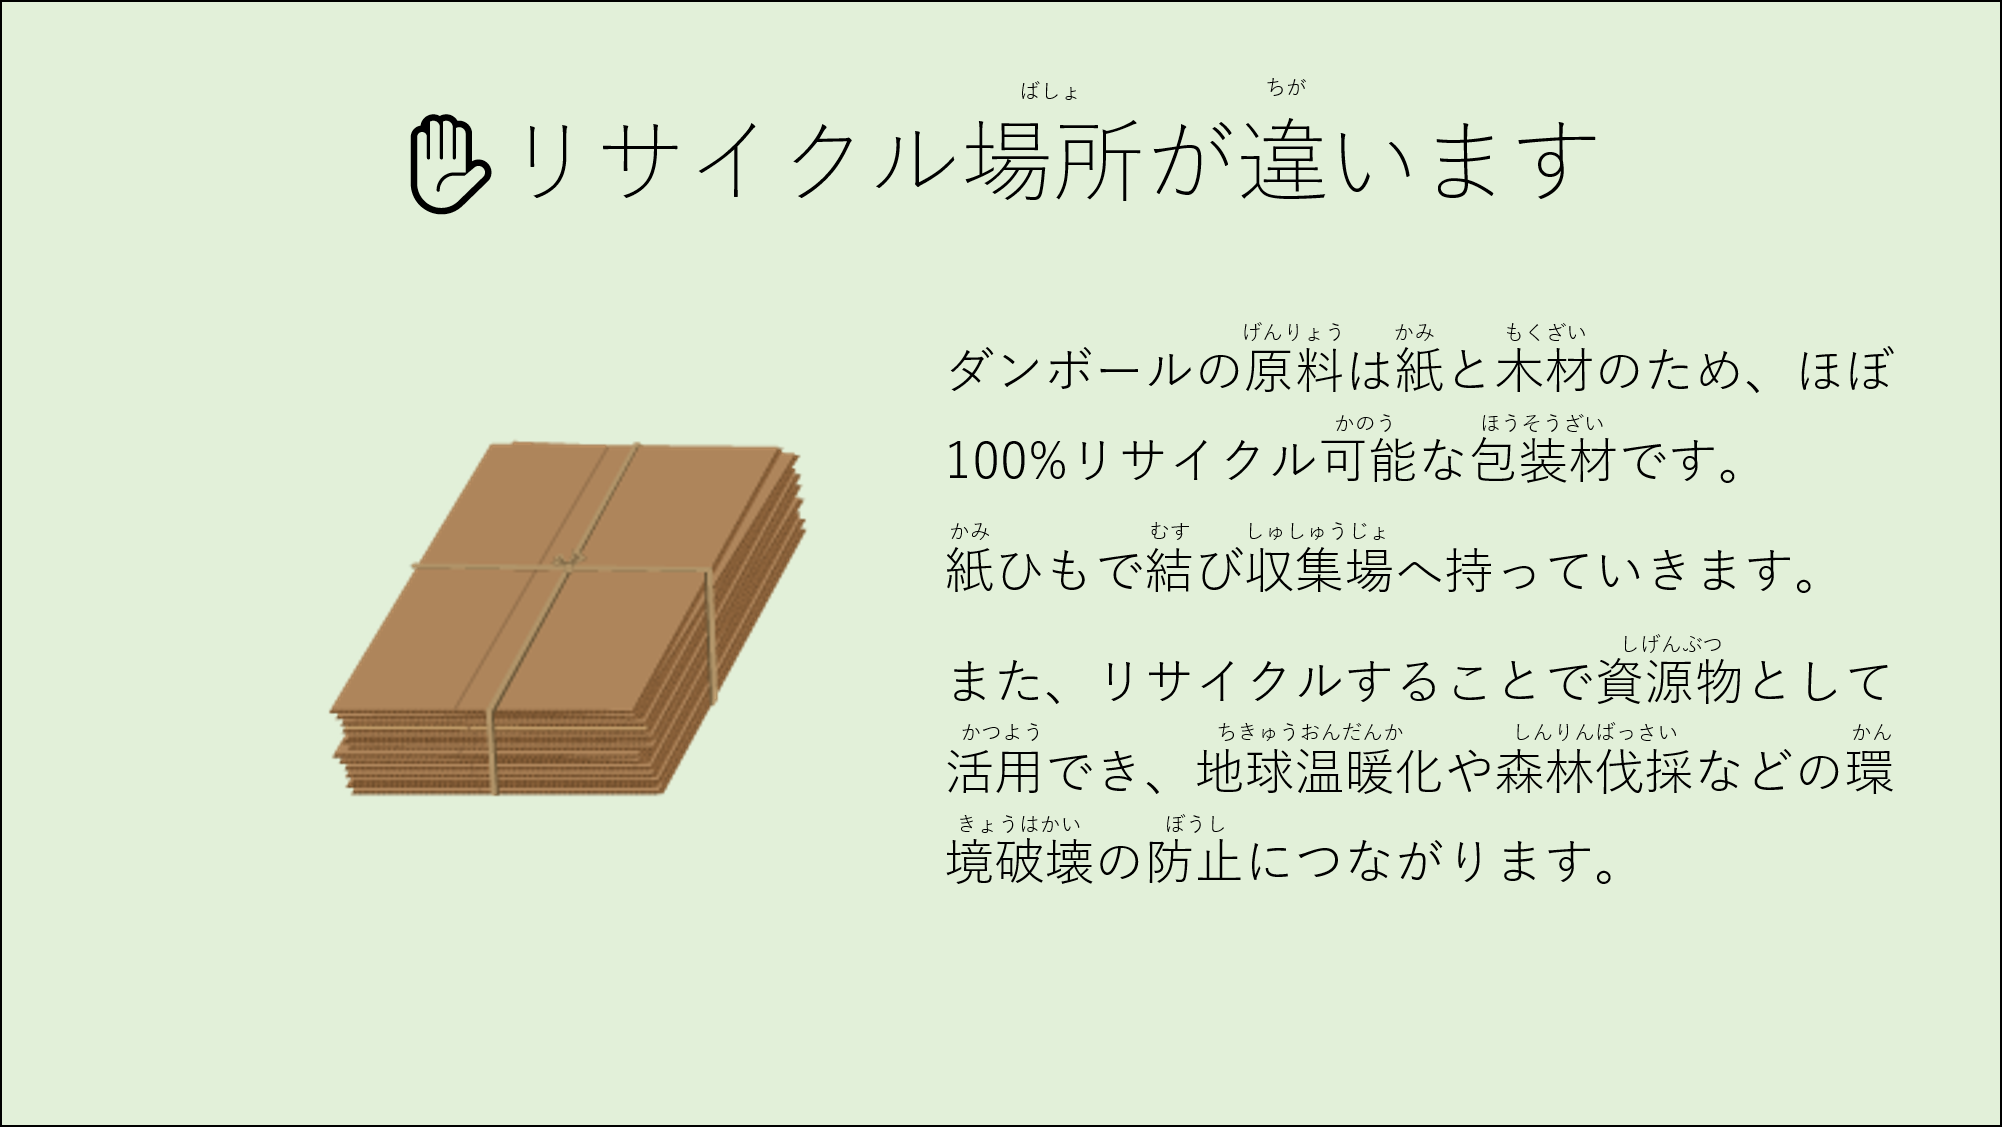 ばしょ ちが
リサイクル場所が違います
げんりょう かみ もくざい
ダンボールの原料は紙と木材のため、ほぼ
かのう ほうそうざい
100%リサイクル可能な包装材です。
かみ むす しゅしゅうじょ
紙ひもで結び収集場へ持っていきます。
しげんぶつ
また、リサイクルすることで資源物として
かつよう ちきゅうおんだんか しんりんばっさい かん
活用でき、地球温暖化や森林伐採などの環
きょうはかい ぼうし
境破壊の防止につながります。